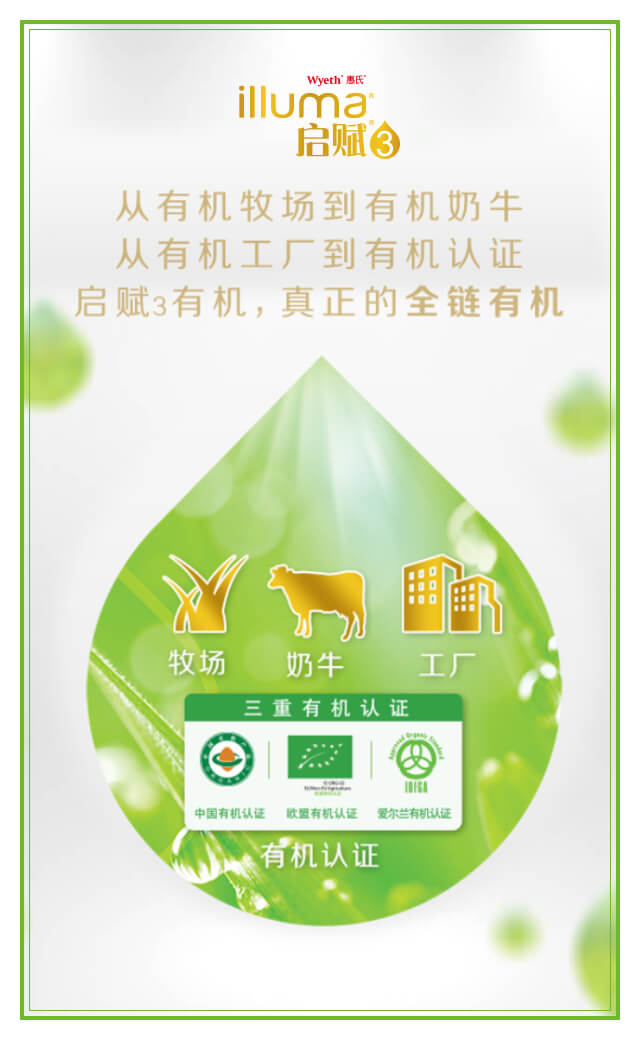 Wyeth 惠氏
illuma
启赋3
从有机牧场到有机奶牛
从有机工厂到有机认证
启赋3有机，真正的全链有机
牧场 奶牛 工厂
三重有机认证
IOFGA
中国有机认证 欧盟有机认证 爱尔兰有机认证
有机认证